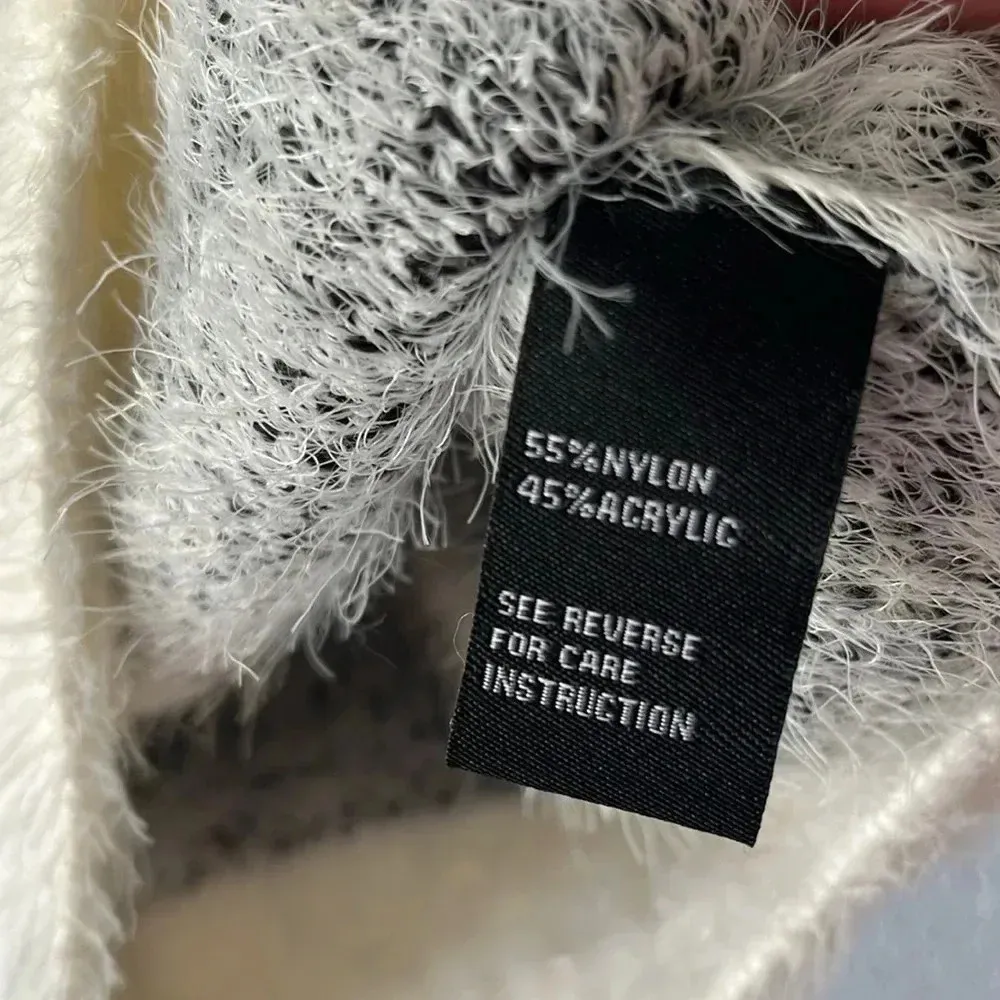 55%NYLON
45%ACRYLIC
SEE REVERSE
FOR CARE
INSTRUCTION